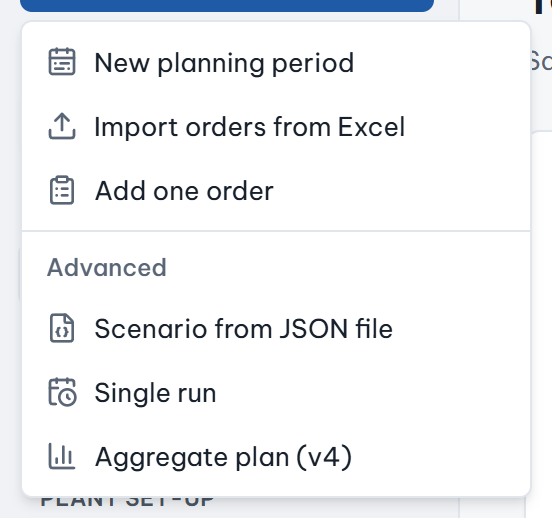 New planning period
Import orders from Excel
Add one order
Advanced
Scenario from JSON file
Single run
Aggregate plan (v4)
PLANT SET-UP